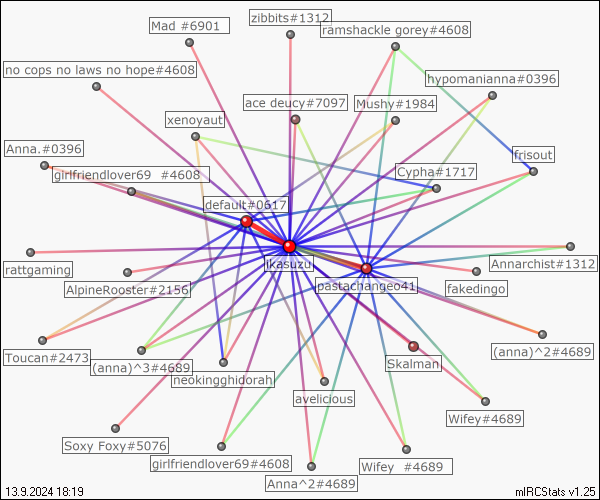 zibbits#1312
Mad #6901
ramshackle gorey#4608
no cops no laws no hope#4608
hypomanianna#0396
ace deucy#7097
Mushy#1984
xenoyaut
Anna.#0396
frisout
girlfriendlover69 #4608
Cypha#1717
default#0617
ikasuzu
rattgaming
Annarchist#1312
AlpineRooster#2156
pastachangeo41
fakedingo
Toucan#2473
(anna)^3#4689
(anna)^2#4689
Skalman
neokingghidorah
avelicious
Wifey#4689
Soxy Foxy#5076
girlfriendlover69#4608
Wifey #4689
Anna^2#4689
13.9.2024 18:19
mIRCStats v1.25